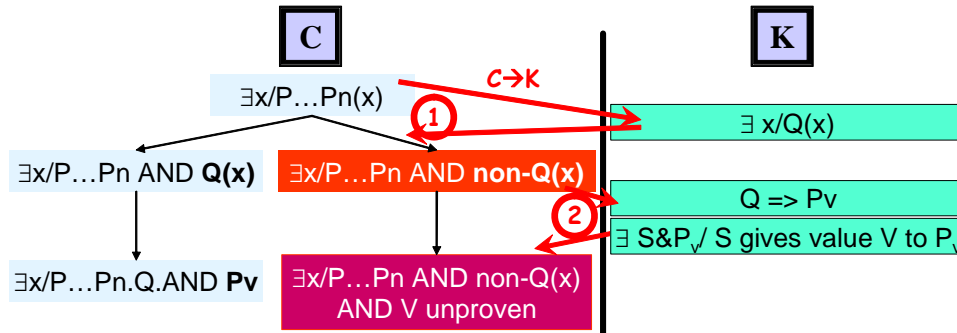 C
K
∃x/P…Pn(x)
C→K
1
∃ x/Q(x)
∃x/P…Pn AND Q(x)
∃x/P…Pn AND non-Q(x)
2
Q => Pv
∃ S&Pv/ S gives value V to Pv
∃x/P…Pn.Q.AND Pv
∃x/P…Pn AND non-Q(x)
AND V unproven